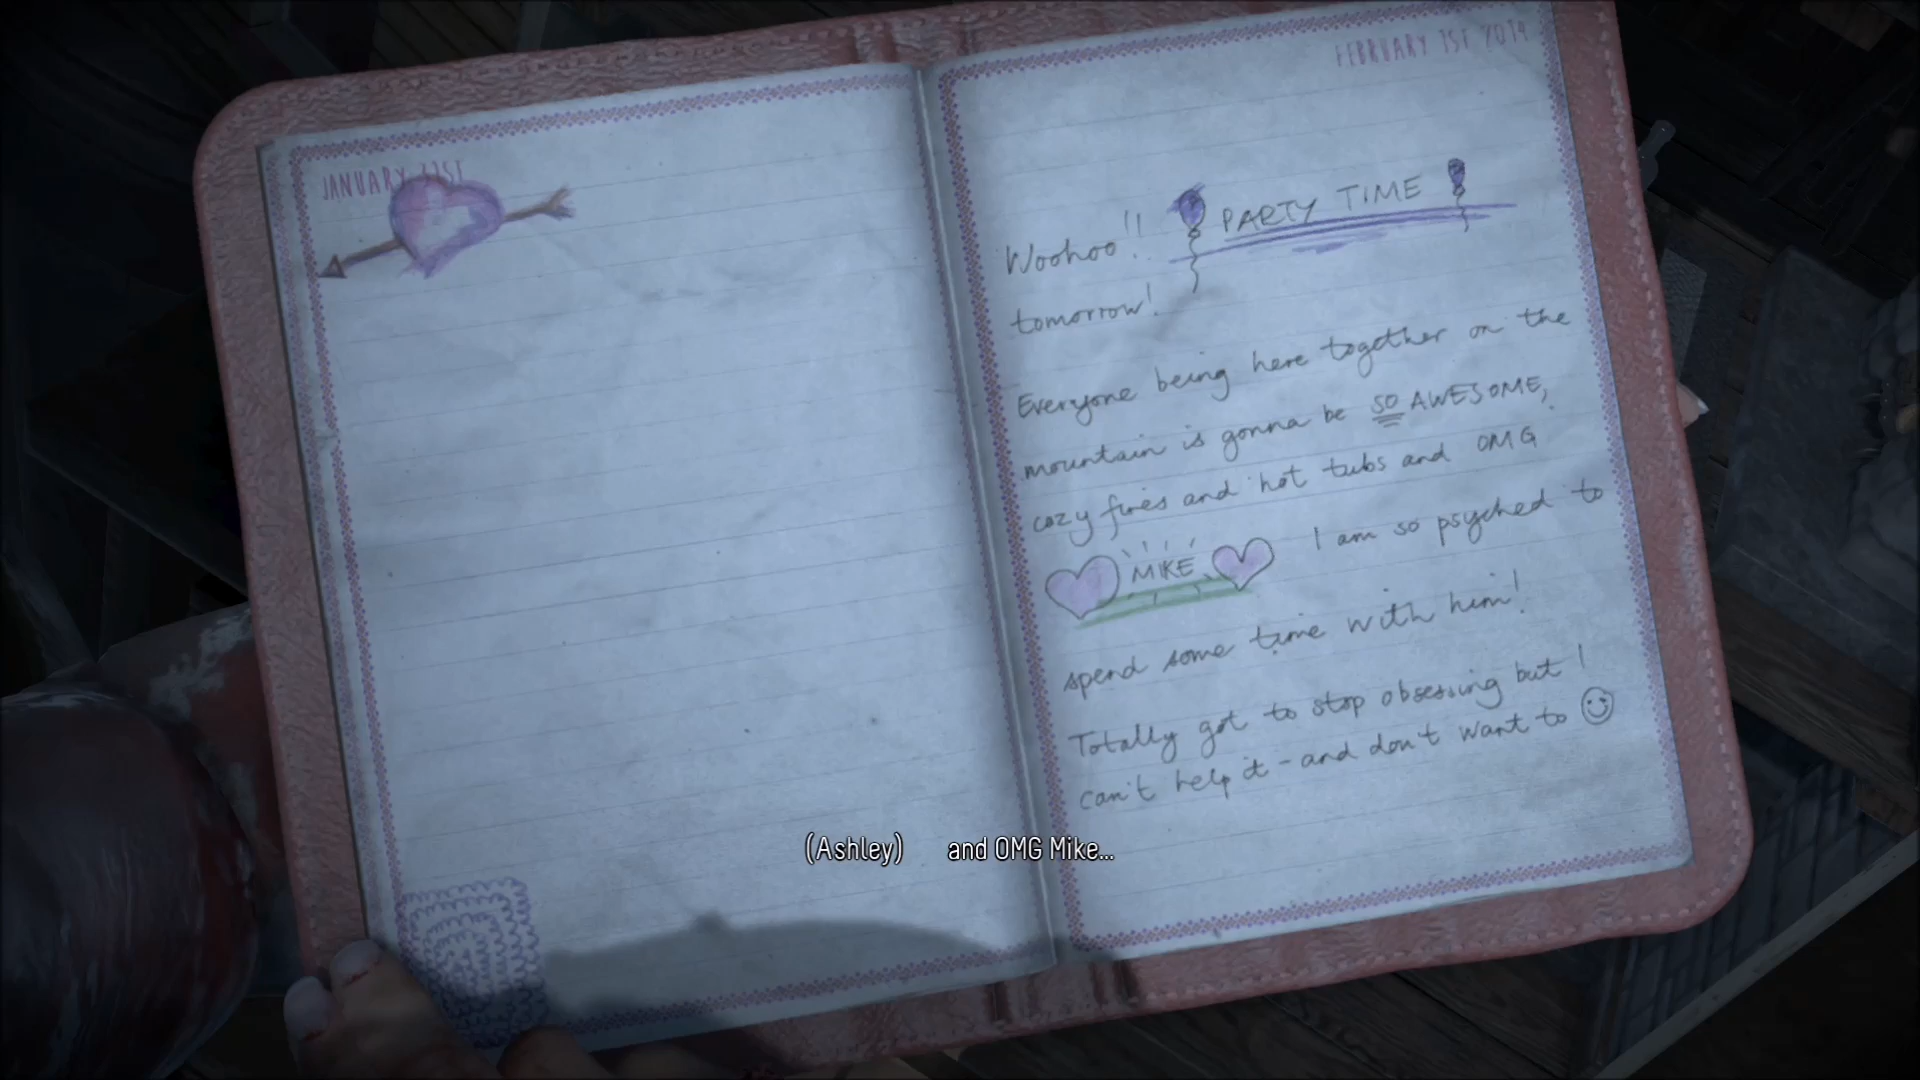 JANUARY 31ST
FEBRUARY 1ST 2014
Woohoo!! PARTY TIME
tomorrow!
Everyone being here together on the
mountain is gonna be SO AWESOME,
cozy fires and hot tubs and OMG
MIKE I am so psyched to
spend some time with him!
Totally got to stop obsessing but I
can't help it - and don't want to
(Ashley) and OMG Mike...